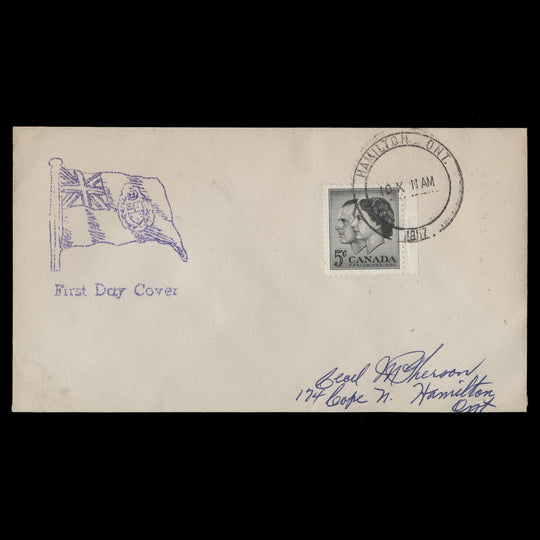 HAMILTON. ONT.
10 X 11 AM
1957
5¢
CANADA
POSTES-POSTAGE
First Day Cover
Cecil McPherson
174 Cope N. Hamilton
Ont